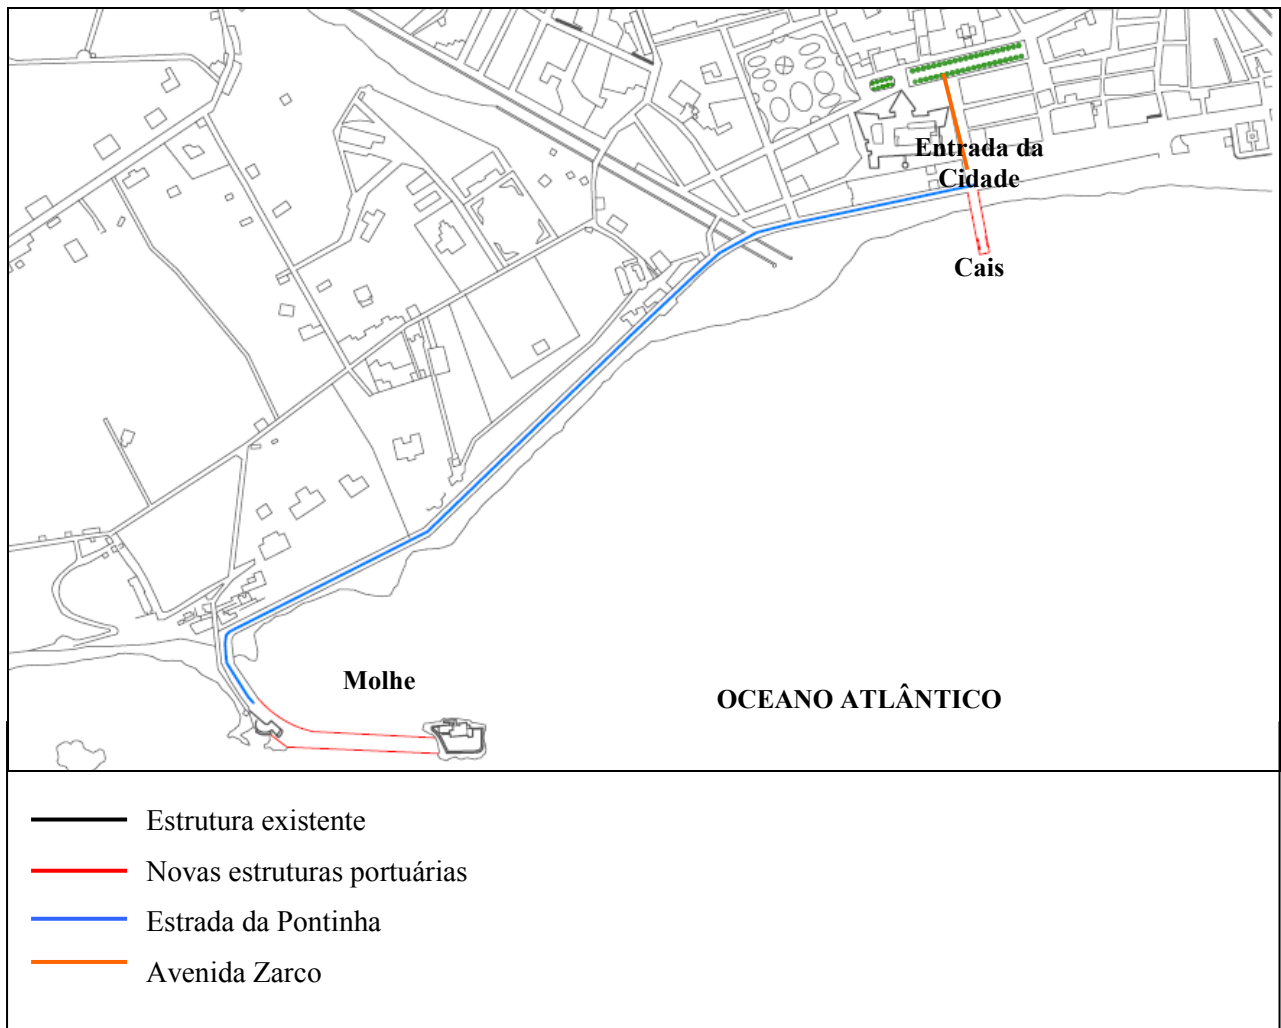 Entrada da
Cidade
Cais
Molhe
OCEANO ATLÂNTICO
Estrutura existente
Novas estruturas portuárias
Estrada da Pontinha
Avenida Zarco